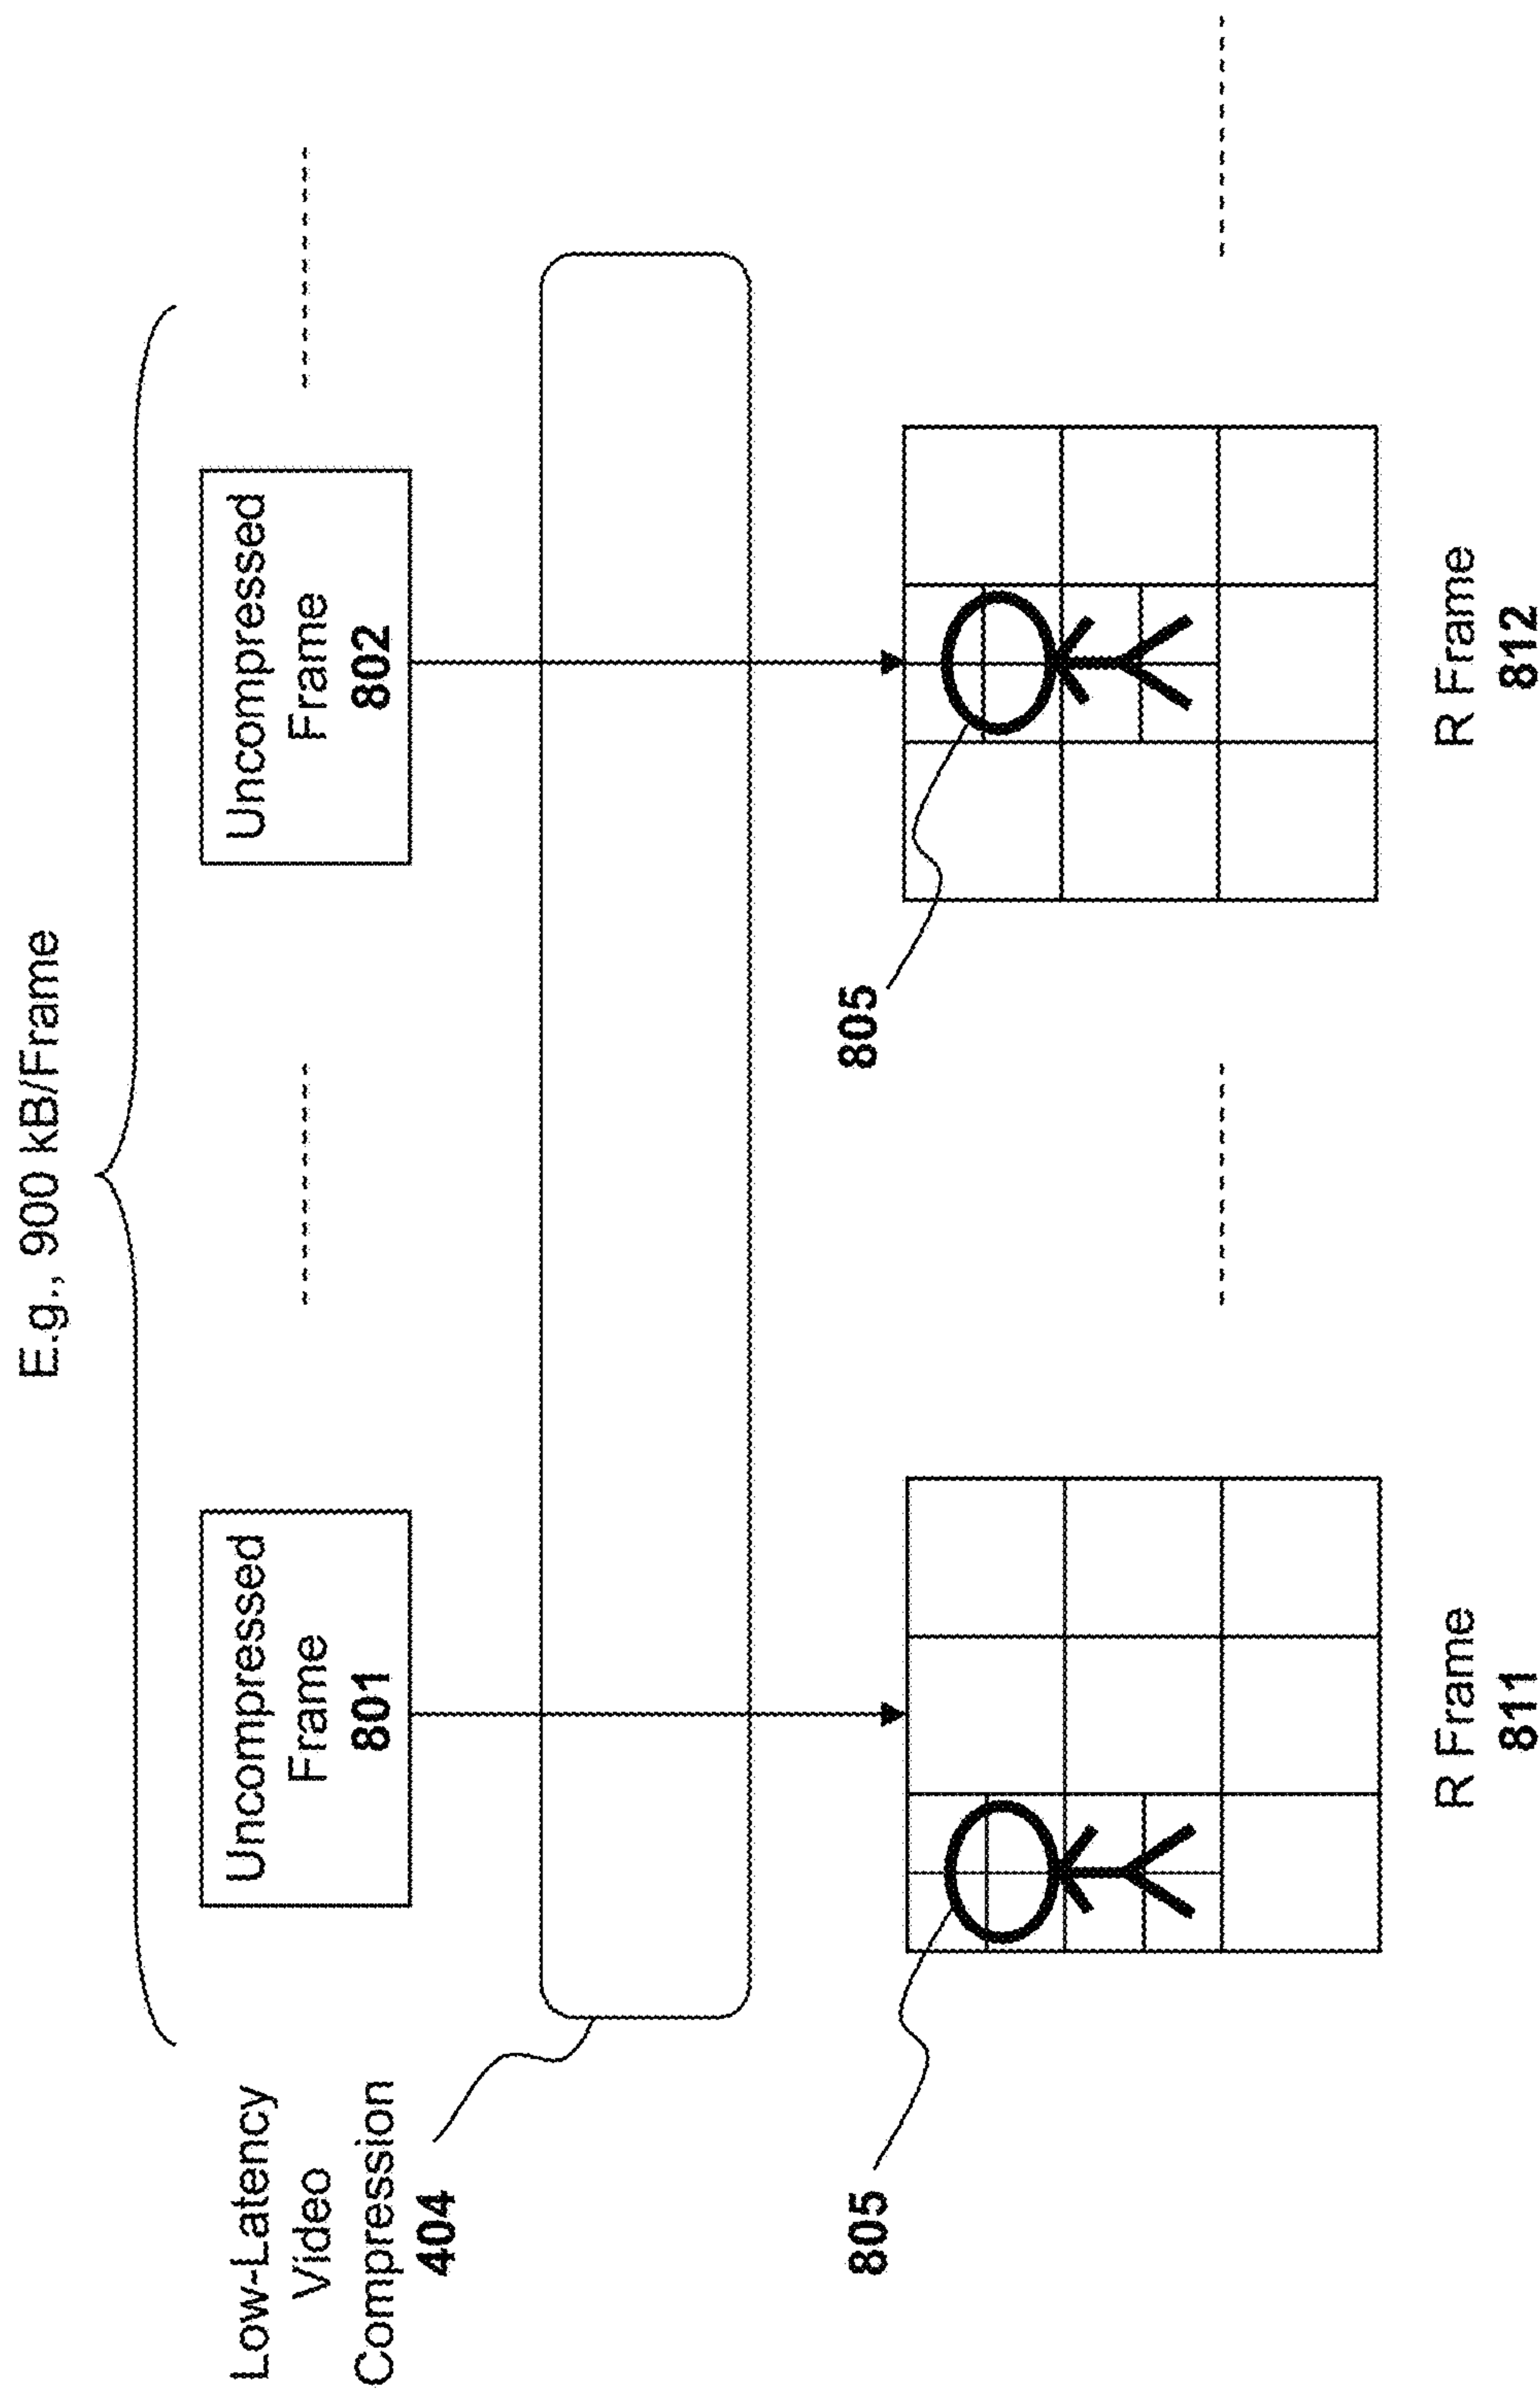 E.g., 900 kB/Frame
Low-Latency
Video
Compression
404
Uncompressed
Frame
801
Uncompressed
Frame
802
805
805
R Frame
811
R Frame
812